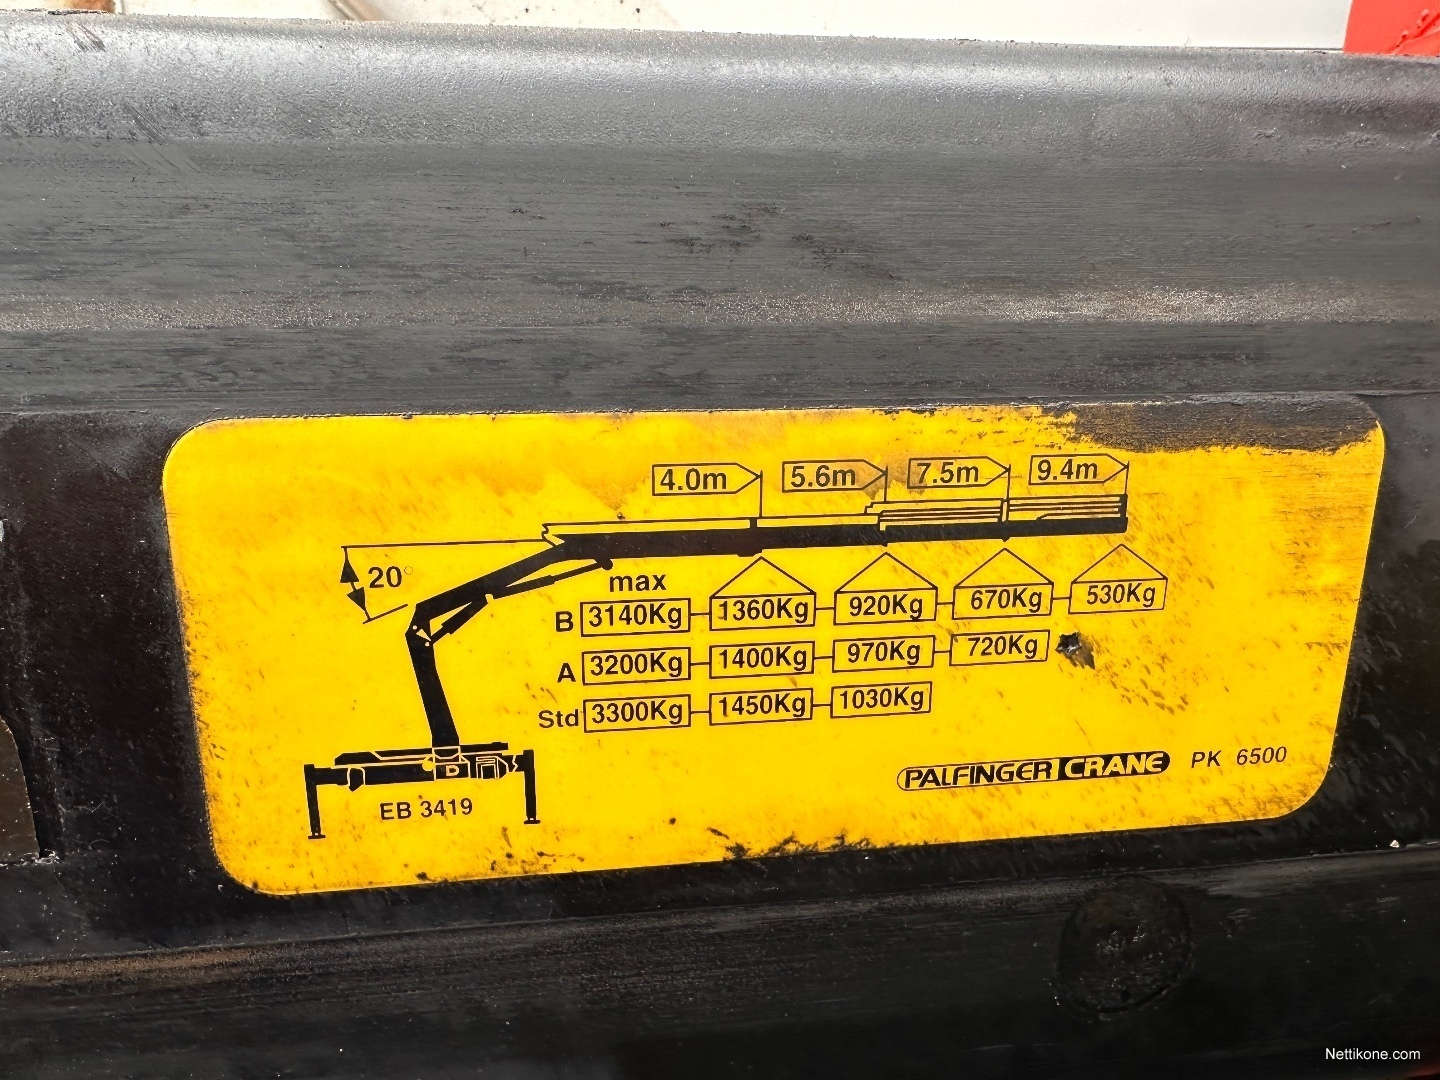 4.0m 5.6m 7.5m 9.4m
20°
max
B 3140Kg 1360Kg 920Kg 670Kg 530Kg
A 3200Kg 1400Kg 970Kg 720Kg
Std 3300Kg 1450Kg 1030Kg
D
EB 3419
PALFINGER CRANE PK 6500
Nettikone.com